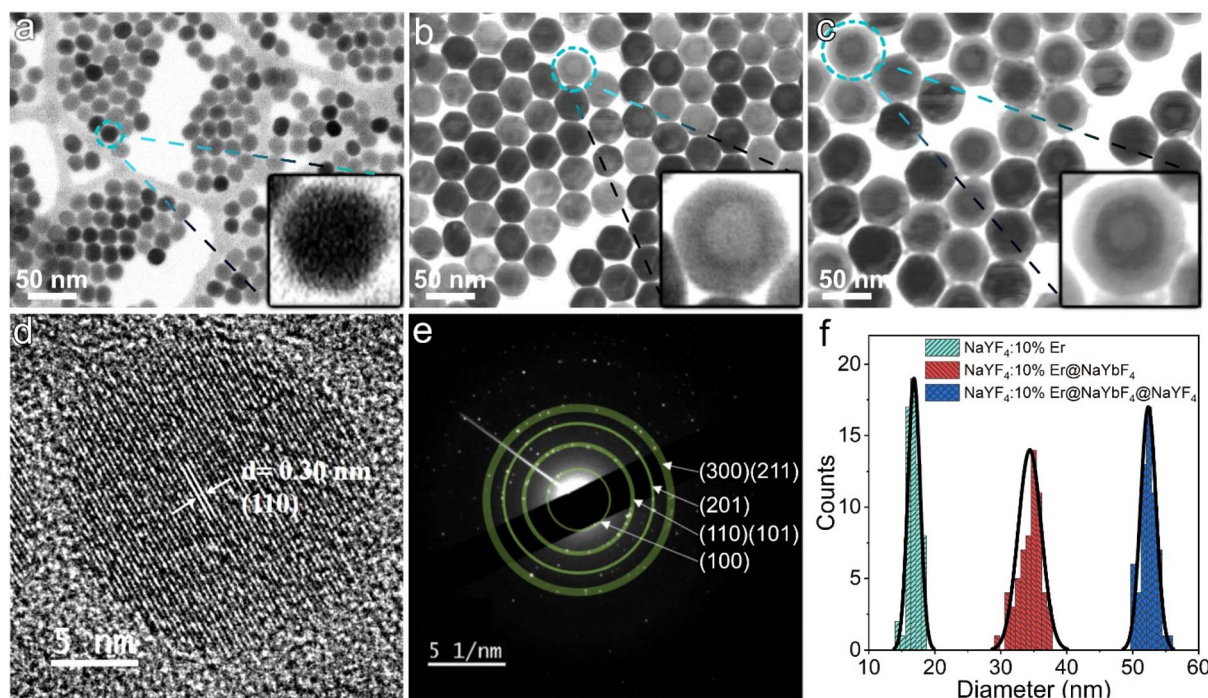 a
50 nm
b
50 nm
c
50 nm
d
d= 0.30 nm
(110)
5 nm
e
(300)(211)
(201)
(110)(101)
(100)
5 1/nm
f
NaYF₄:10% Er
NaYF₄:10% Er@NaYbF₄
NaYF₄:10% Er@NaYbF₄@NaYF₄
Counts
20
15
10
5
0
10 20 30 40 50 60
Diameter (nm)